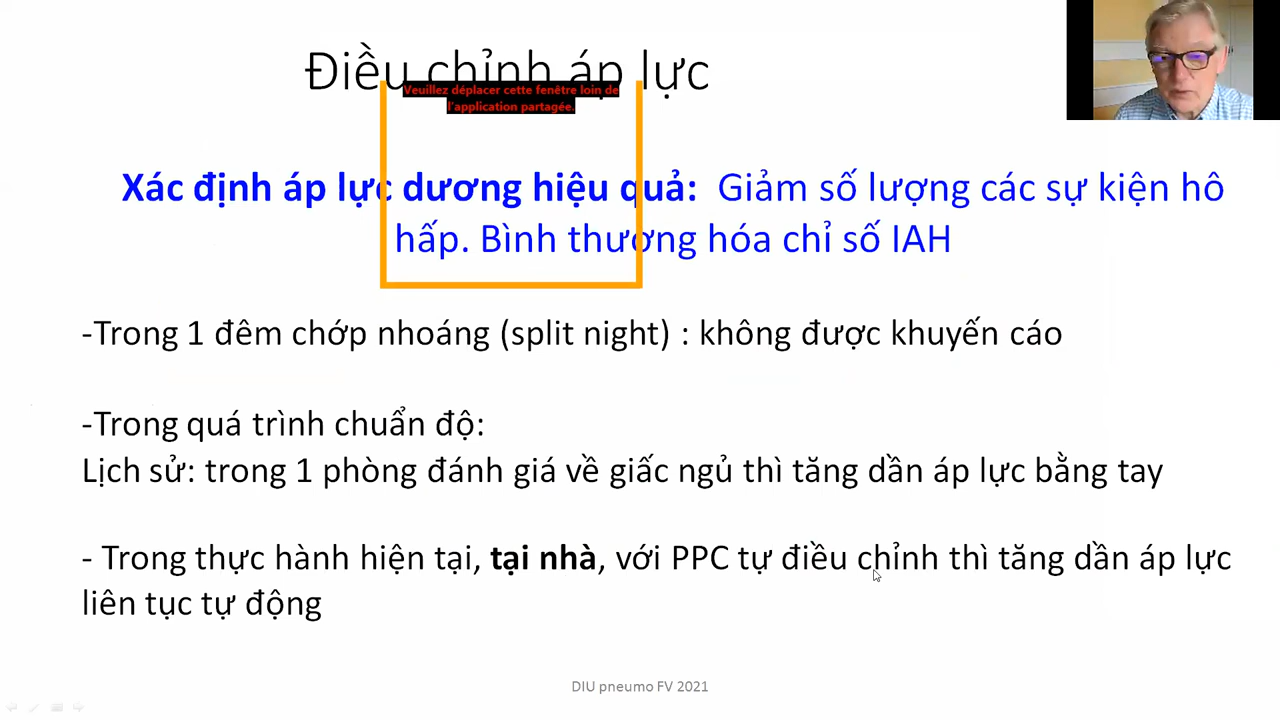 Điều chỉnh áp lực
Veuillez déplacer cette fenêtre loin de
l'application partagée.
Xác định áp lực dương hiệu quả: Giảm số lượng các sự kiện hô
hấp. Bình thương hóa chỉ số IAH
-Trong 1 đêm chớp nhoáng (split night) : không được khuyến cáo
-Trong quá trình chuẩn độ:
Lịch sử: trong 1 phòng đánh giá về giấc ngủ thì tăng dần áp lực bằng tay
- Trong thực hành hiện tại, tại nhà, với PPC tự điều chỉnh thì tăng dần áp lực
liên tục tự động
DIU pneumo FV 2021